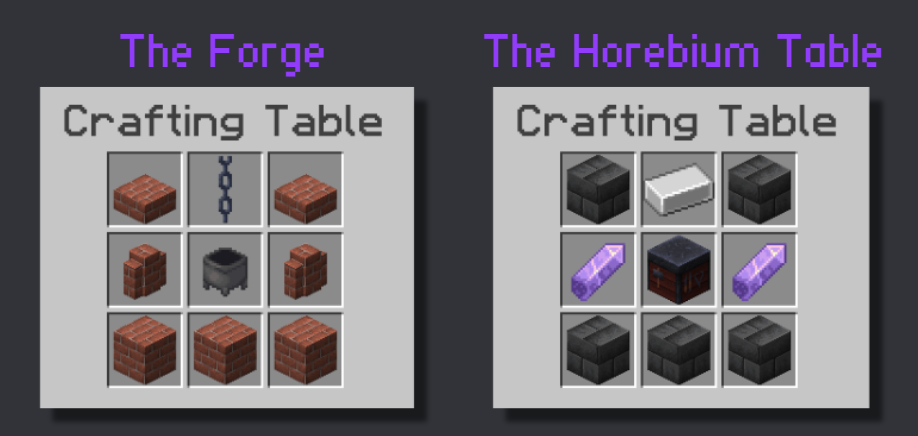 The Forge
The Horebium Table
Crafting Table
Crafting Table